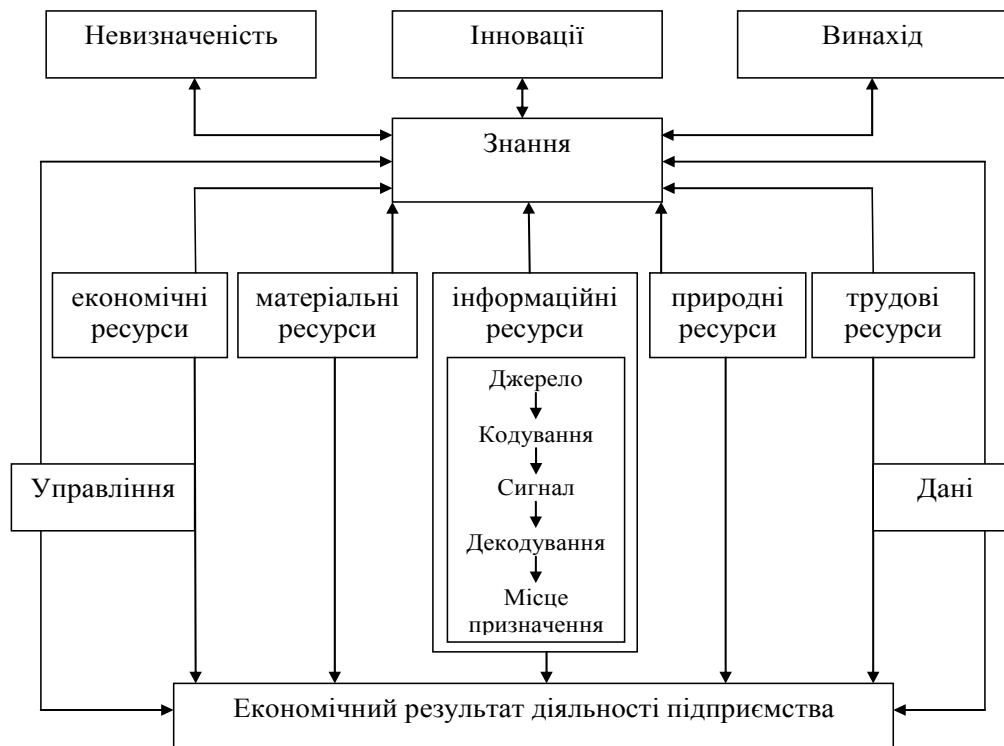 Невизначеність
Інновації
Винахід
Знання
економічні
ресурси
матеріальні
ресурси
інформаційні
ресурси
природні
ресурси
трудові
ресурси
Джерело
Кодування
Сигнал
Декодування
Місце
призначення
Управління
Дані
Економічний результат діяльності підприємства